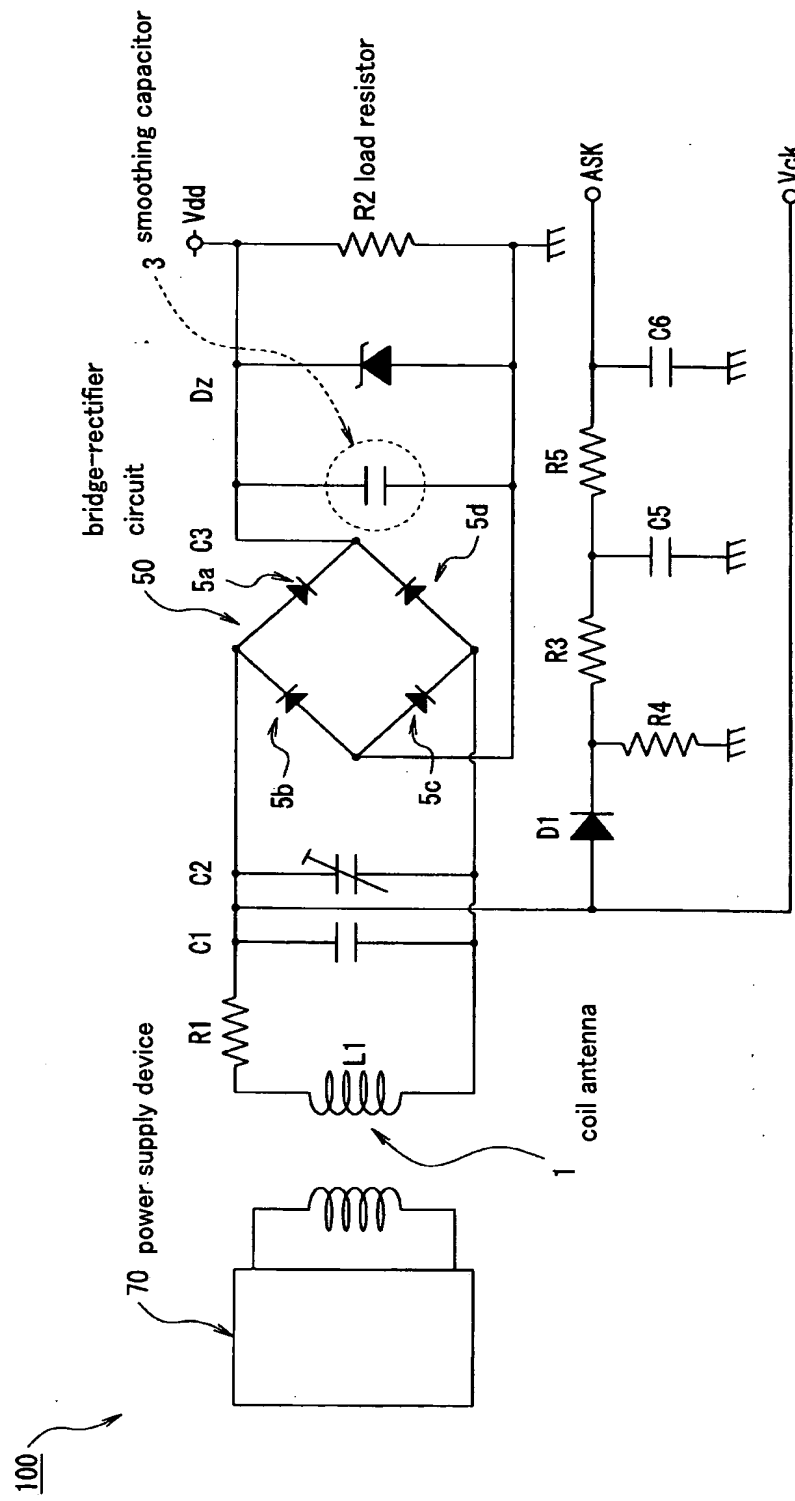 100
70 power supply device
1
coil antenna
L1
R1
C1
C2
bridge-rectifier
circuit
50
5a
5b
5c
5d
C3
3 smoothing capacitor
Dz
Vdd
R2 load resistor
D1
R4
R3
C5
R5
C6
ASK
Vck